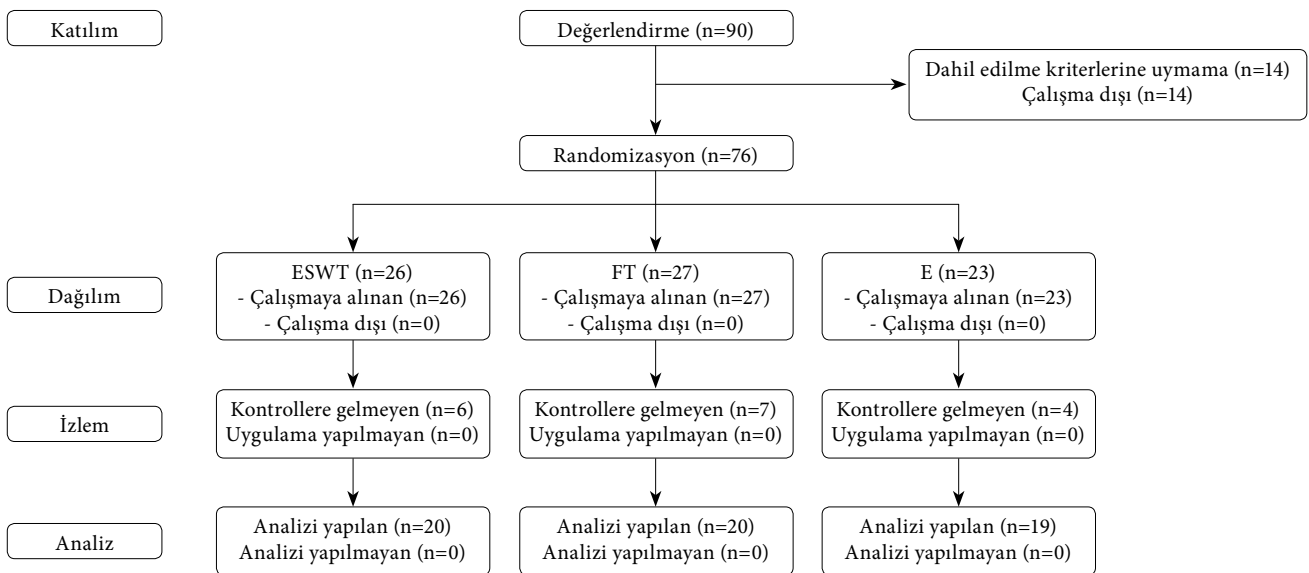 Katılım
Değerlendirme (n=90)
Dahil edilme kriterlerine uymama (n=14)
Çalışma dışı (n=14)
Randomizasyon (n=76)
Dağılım
ESWT (n=26)
- Çalışmaya alınan (n=26)
- Çalışma dışı (n=0)
FT (n=27)
- Çalışmaya alınan (n=27)
- Çalışma dışı (n=0)
E (n=23)
- Çalışmaya alınan (n=23)
- Çalışma dışı (n=0)
İzlem
Kontrollere gelmeyen (n=6)
Uygulama yapılmayan (n=0)
Kontrollere gelmeyen (n=7)
Uygulama yapılmayan (n=0)
Kontrollere gelmeyen (n=4)
Uygulama yapılmayan (n=0)
Analiz
Analizi yapılan (n=20)
Analizi yapılmayan (n=0)
Analizi yapılan (n=20)
Analizi yapılmayan (n=0)
Analizi yapılan (n=19)
Analizi yapılmayan (n=0)